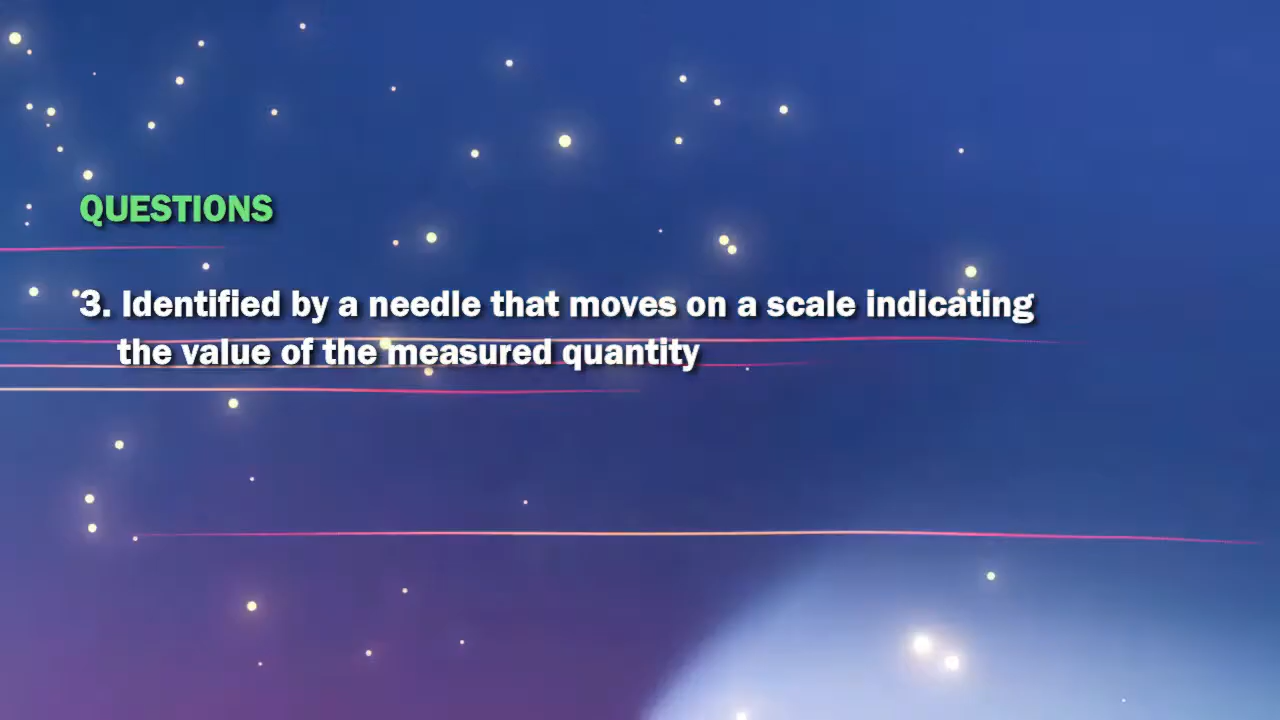 QUESTIONS
3. Identified by a needle that moves on a scale indicating
the value of the measured quantity